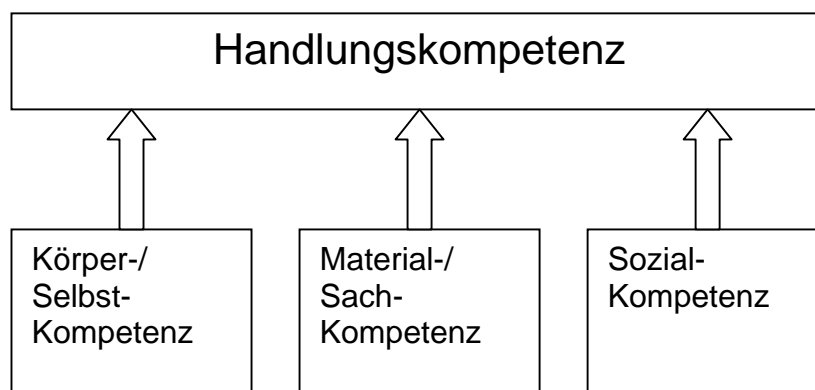 Handlungskompetenz
Körper-/
Selbst-
Kompetenz
Material-/
Sach-
Kompetenz
Sozial-
Kompetenz